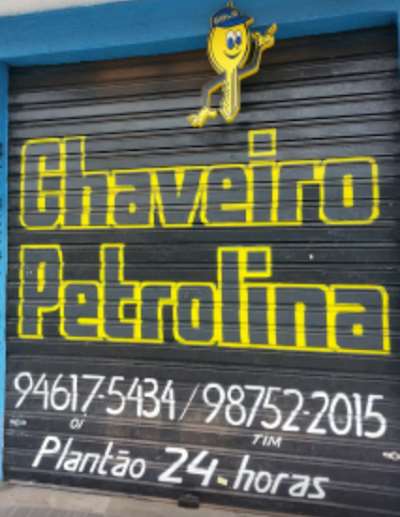 Chaveiro
Petrolina
94617-5434 / 98752-2015
OI TIM
Plantão 24 horas